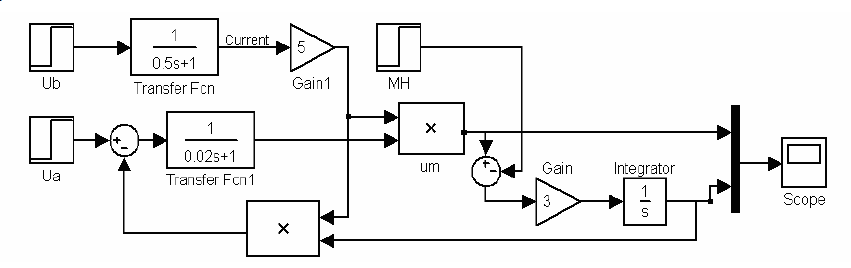 Ub
1
0.5s+1
Transfer Fcn
Current
5
Gain1
MH
Ua
+
−
1
0.02s+1
Transfer Fcn1
×
um
+
−
Gain
3
Integrator
1
s
Scope
×